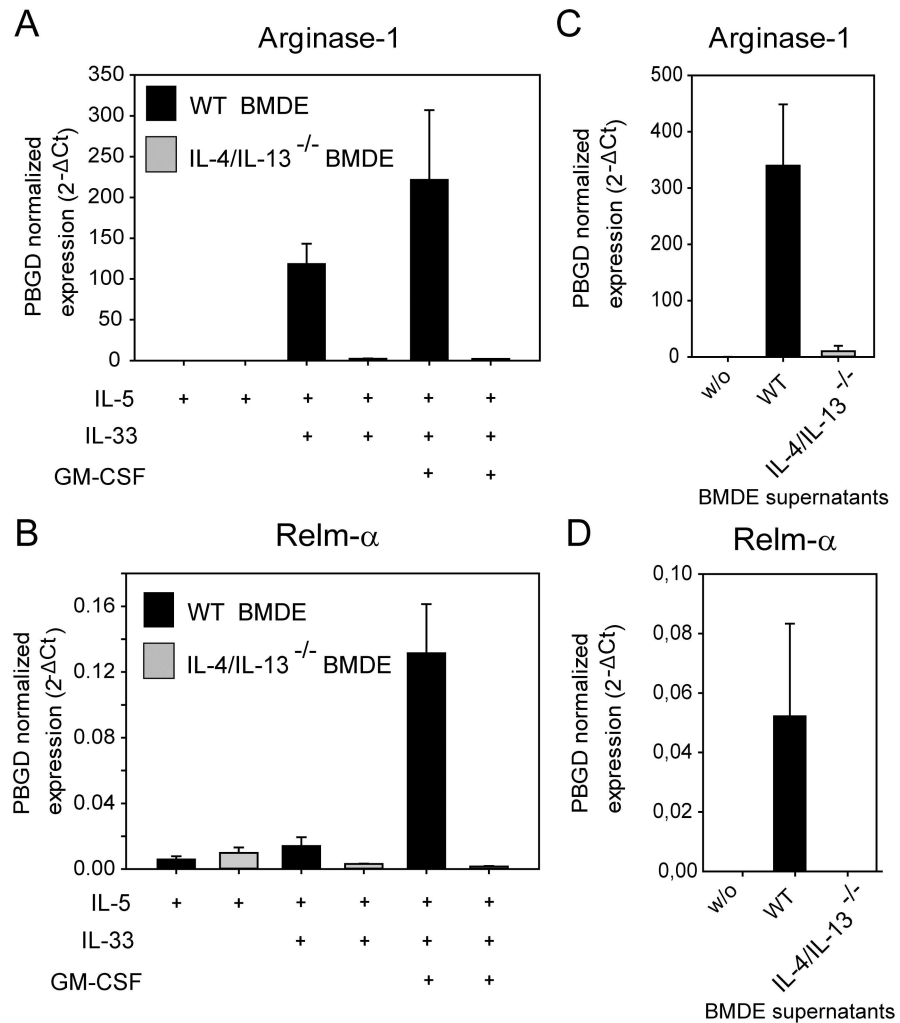 A
Arginase-1
PBGD normalized
expression (2-ΔCt)
350
300
250
200
150
100
50
0
WT BMDE
IL-4/IL-13 -/- BMDE
IL-5 + + + + + +
IL-33 + + + +
GM-CSF + +
C
Arginase-1
PBGD normalized
expression (2-ΔCt)
500
400
300
200
100
0
w/o
WT
IL-4/IL-13 -/-
BMDE supernatants
B
Relm-α
PBGD normalized
expression (2-ΔCt)
0.16
0.12
0.08
0.04
0.00
WT BMDE
IL-4/IL-13 -/- BMDE
IL-5 + + + + + +
IL-33 + + + +
GM-CSF + +
D
Relm-α
PBGD normalized
expression (2-ΔCt)
0,10
0,08
0,06
0,04
0,02
0,00
w/o
WT
IL-4/IL-13 -/-
BMDE supernatants